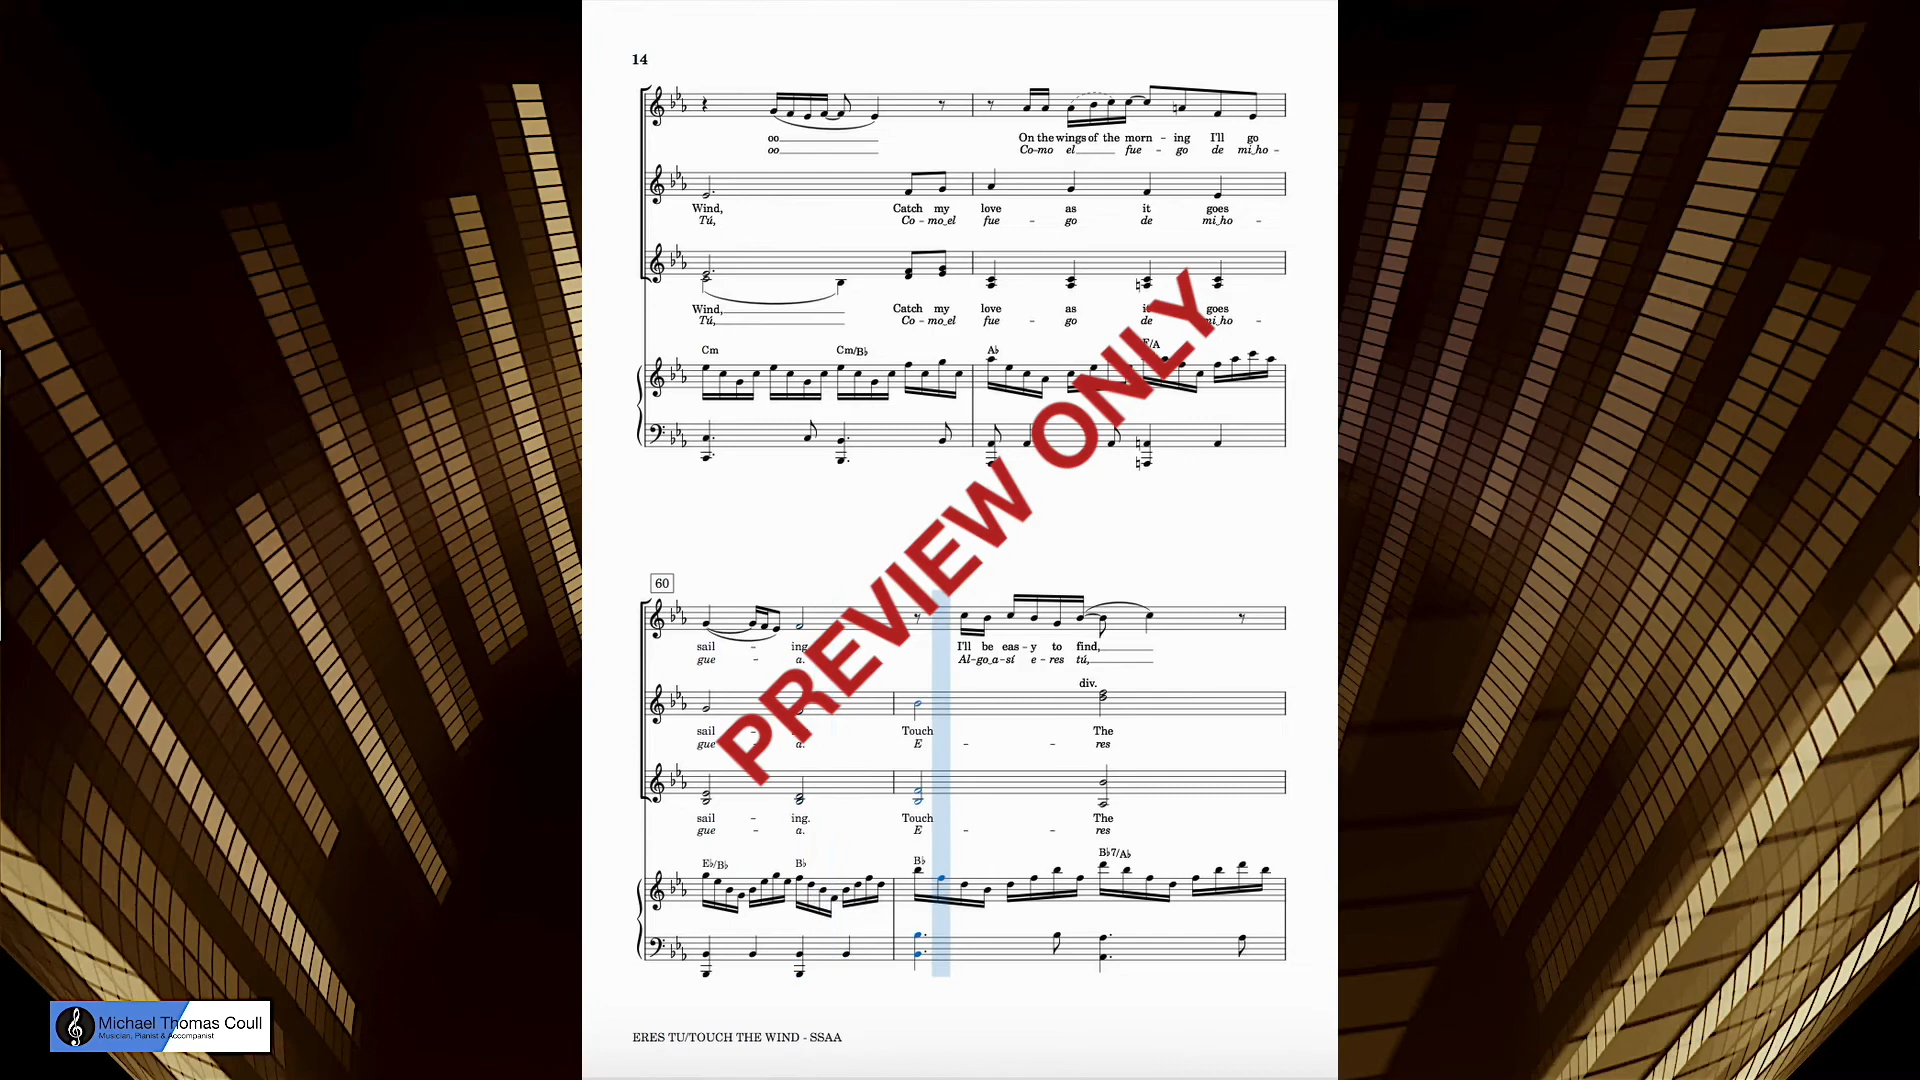 14
oo
oo
On the wings of the morn - ing I'll go
Co-mo el fue - go de mi ho -
Wind, Catch my love as it goes
Tú, Co - mo el fue - go de mi ho -
Wind, Catch my love as it goes
Tú, Co - mo el fue - go de mi ho -
Cm Cm/B♭ A♭ F/A
60
sail - ing. I'll be eas - y to find,
gue - a. Al-go a-sí e - res tú,
div.
sail - Touch The
gue - a. E - - res
sail - ing. Touch The
gue - a. E - - res
E♭/B♭ B♭ B♭ B♭7/A♭
PREVIEW ONLY
ERES TU/TOUCH THE WIND - SSAA
Michael Thomas Coull
Musician, Pianist & Accompanist